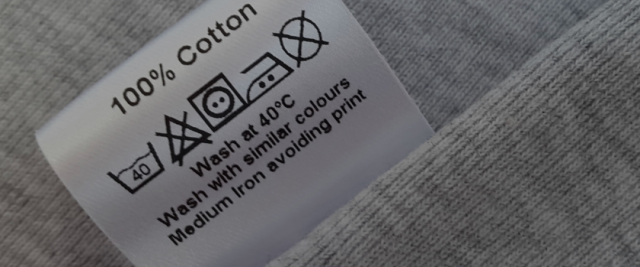 100% Cotton
40
Wash at 40°C
Wash with similar colours
Medium Iron avoiding print